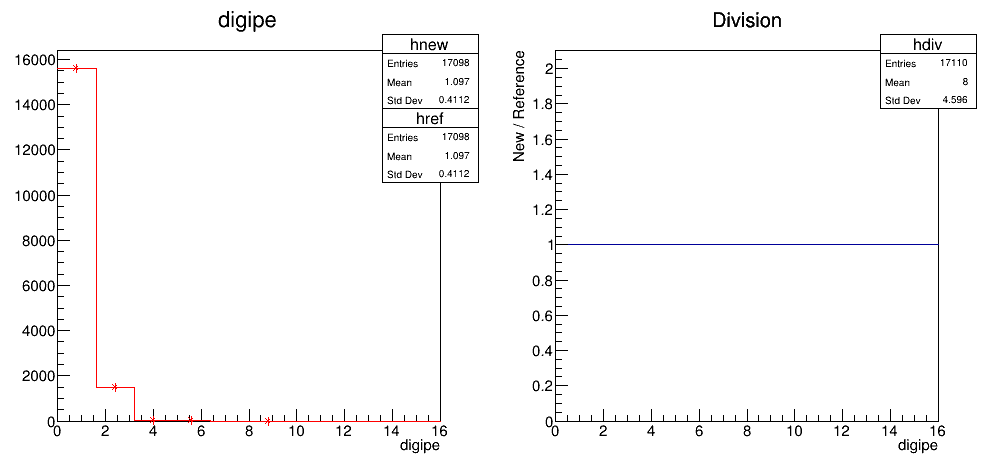 digipe
hnew
Entries 17098
Mean 1.097
Std Dev 0.4112
href
Entries 17098
Mean 1.097
Std Dev 0.4112
16000
14000
12000
10000
8000
6000
4000
2000
0
0 2 4 6 8 10 12 14 16
digipe
Division
hdiv
Entries 17110
Mean 8
Std Dev 4.596
New / Reference
2
1.8
1.6
1.4
1.2
1
0.8
0.6
0.4
0.2
0
0 2 4 6 8 10 12 14 16
digipe